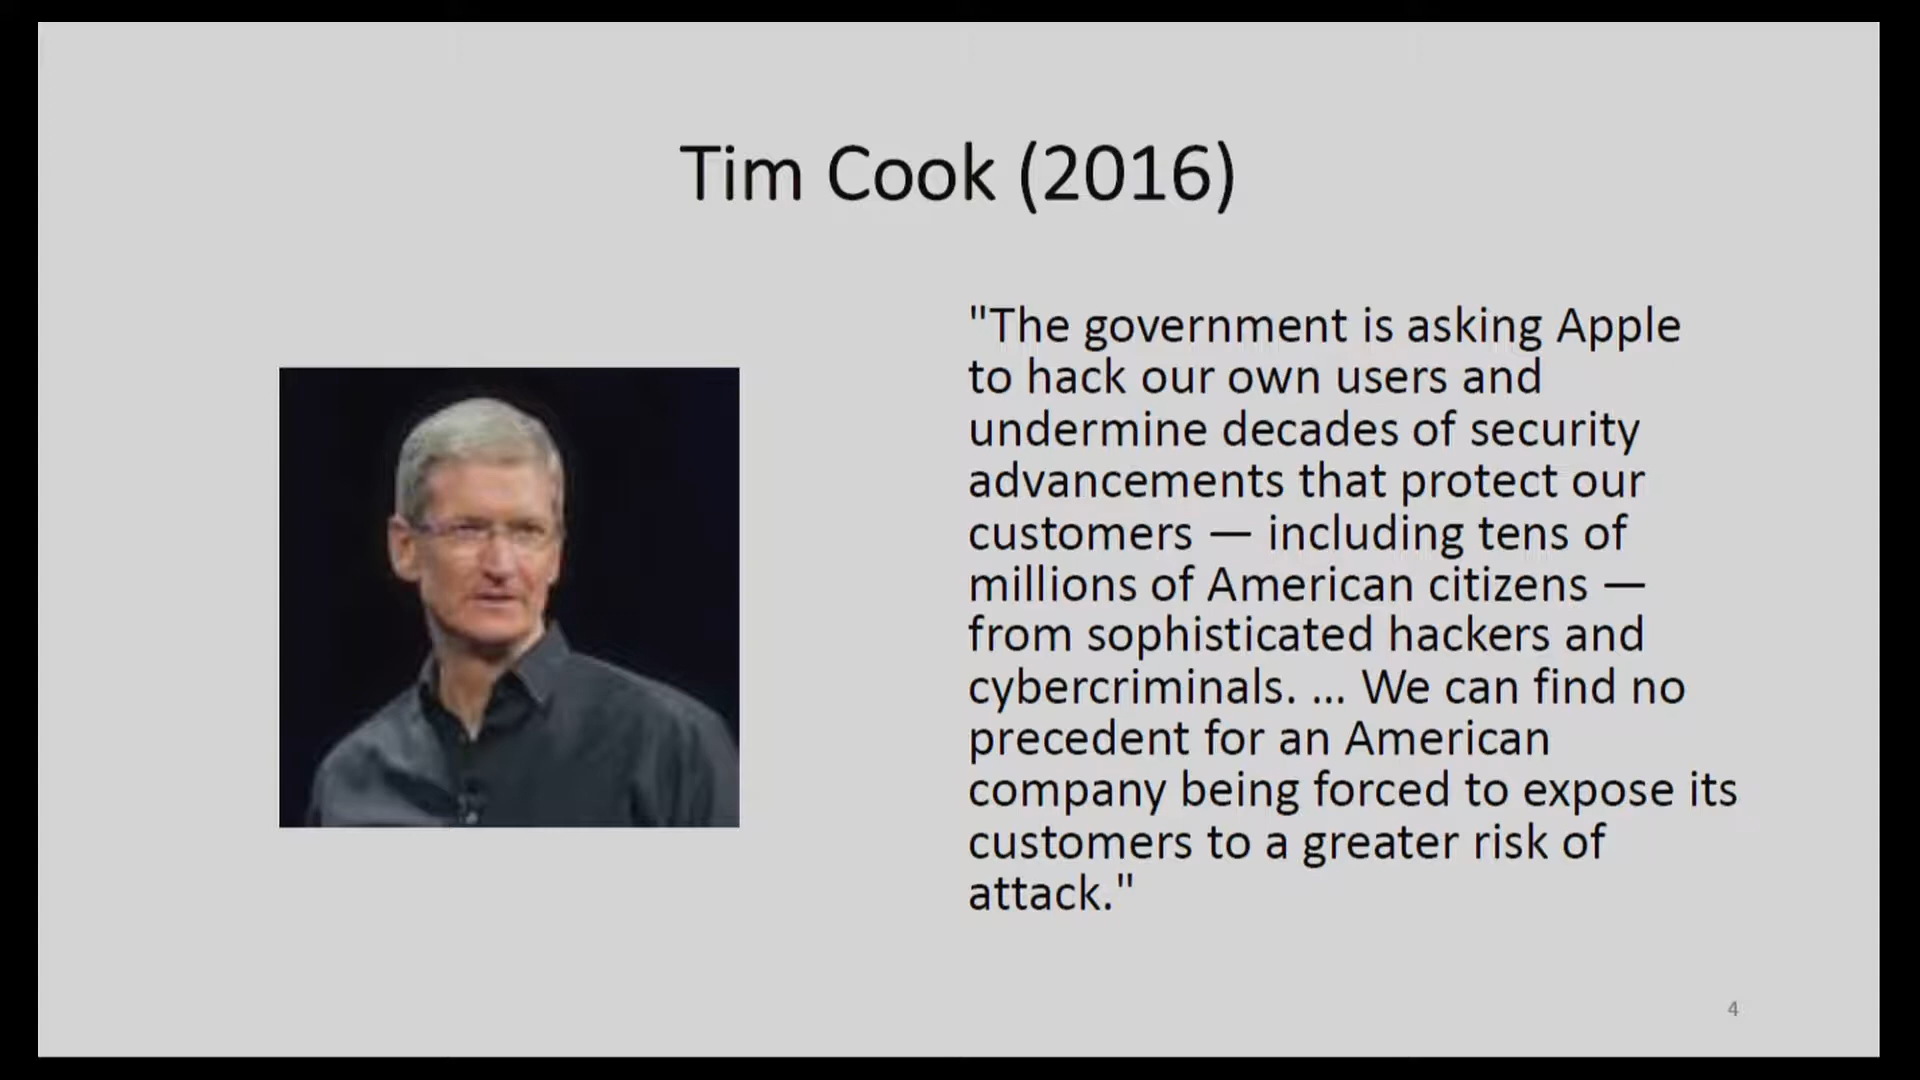 Tim Cook (2016)
"The government is asking Apple
to hack our own users and
undermine decades of security
advancements that protect our
customers — including tens of
millions of American citizens —
from sophisticated hackers and
cybercriminals. ... We can find no
precedent for an American
company being forced to expose its
customers to a greater risk of
attack."
4